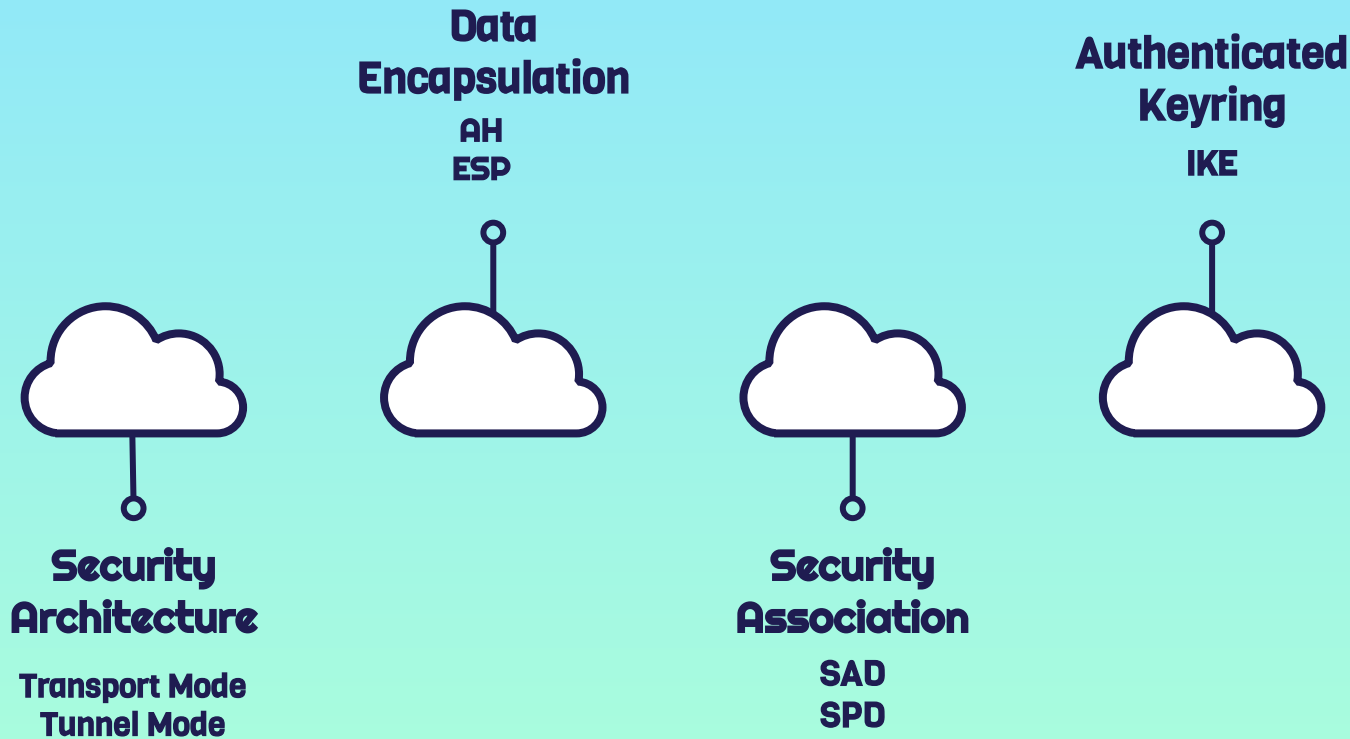 Data
Encapsulation
AH
ESP
Authenticated
Keyring
IKE
Security
Architecture
Transport Mode
Tunnel Mode
Security
Association
SAD
SPD